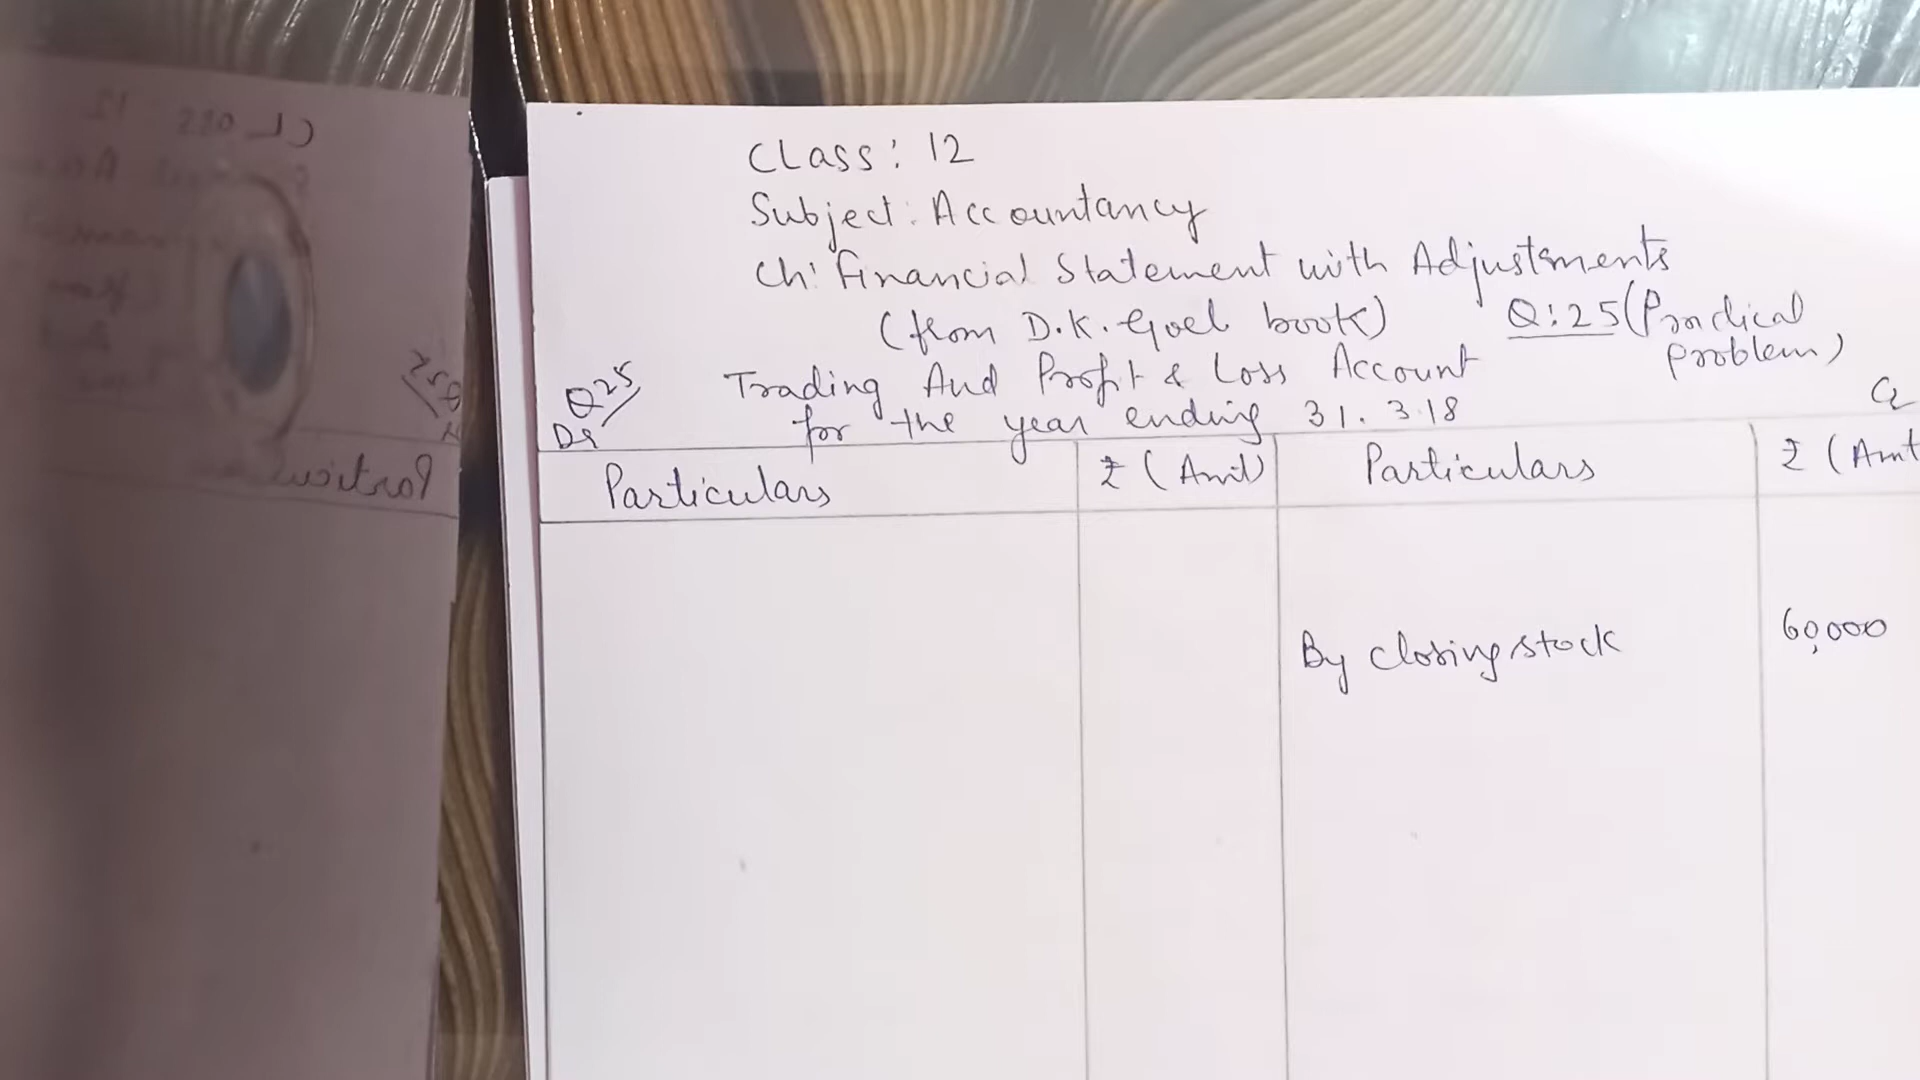 Class: 12
Subject: Accountancy
Ch: Financial Statement with Adjustments
(from D.K. Goel book) Q:25 (Practical problem)
Q25 Trading And Profit & Loss Account
for the year ending 31.3.18
Dr Cr
Particulars ₹ (Amt) Particulars ₹ (Amt
By closing stock 60,000